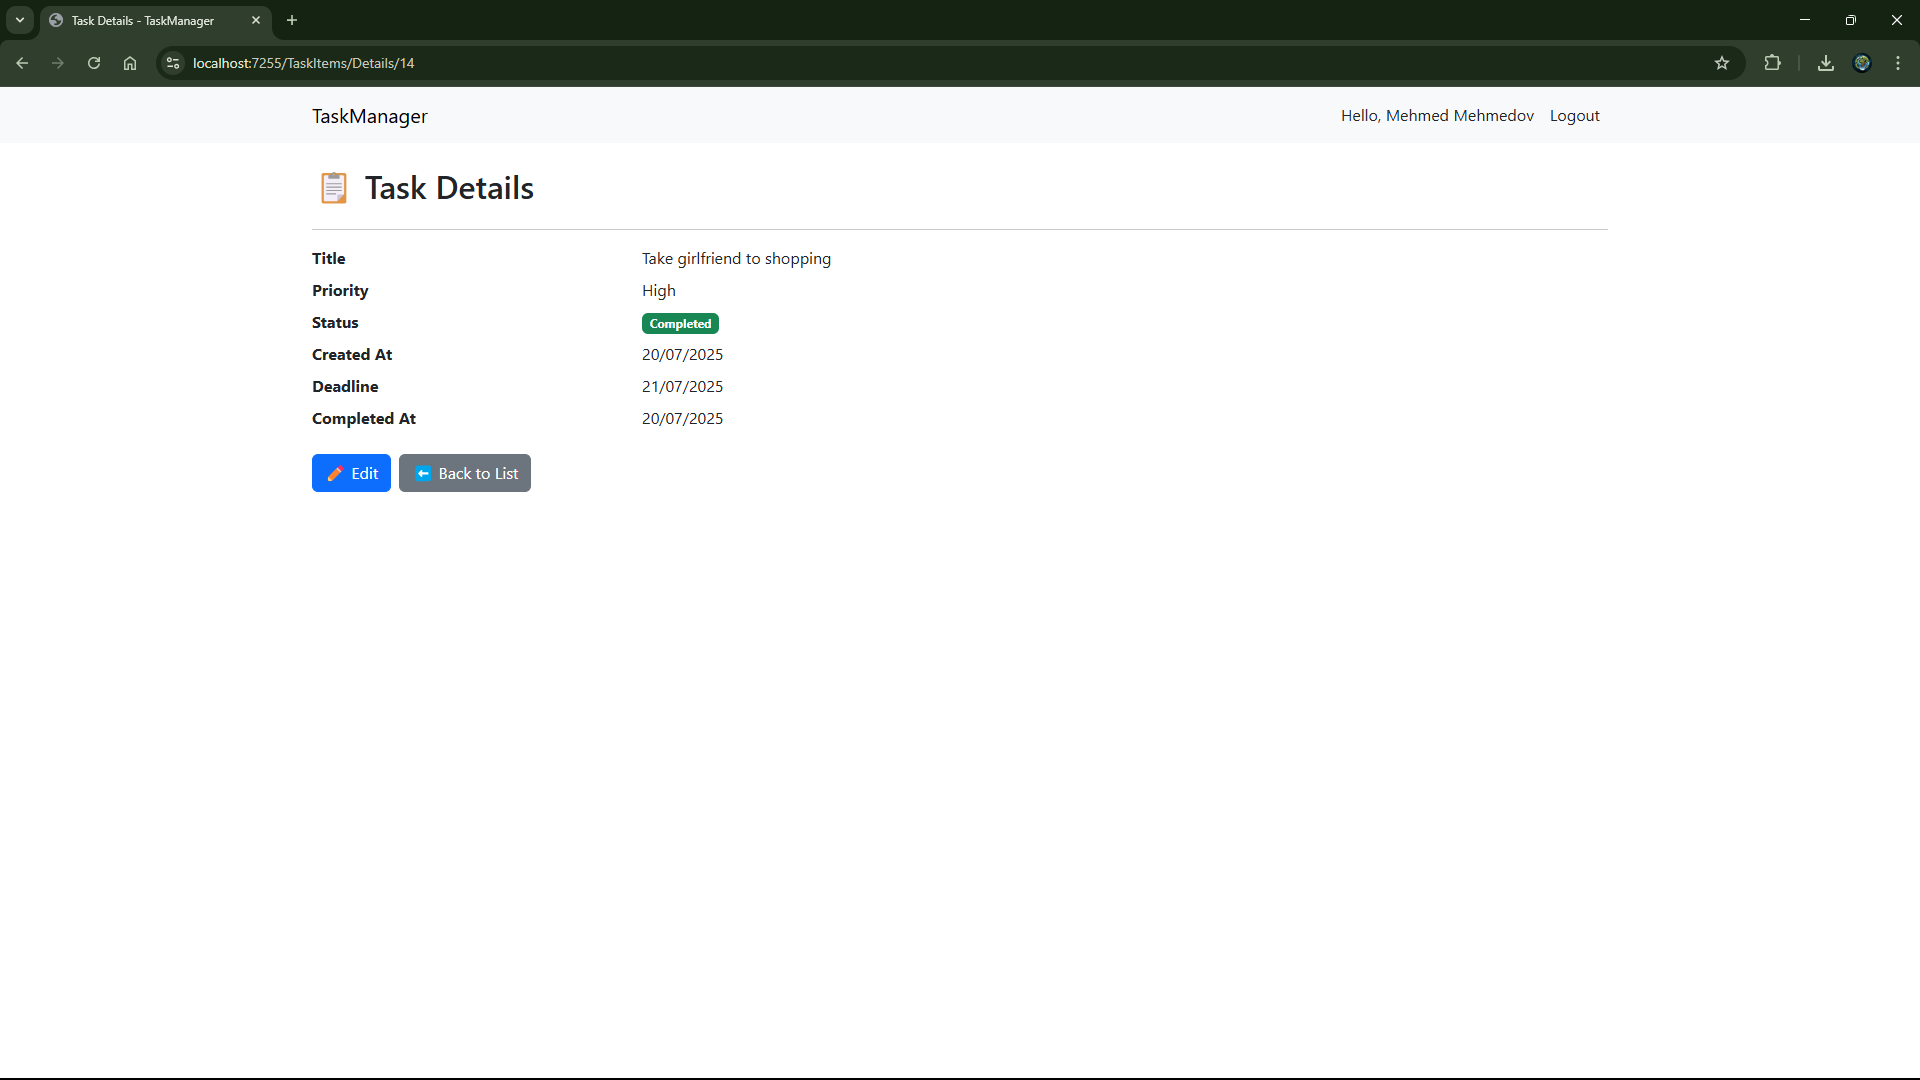 Task Details - TaskManager
localhost:7255/TaskItems/Details/14
TaskManager
Hello, Mehmed Mehmedov Logout
Task Details
Title Take girlfriend to shopping
Priority High
Status Completed
Created At 20/07/2025
Deadline 21/07/2025
Completed At 20/07/2025
Edit Back to List